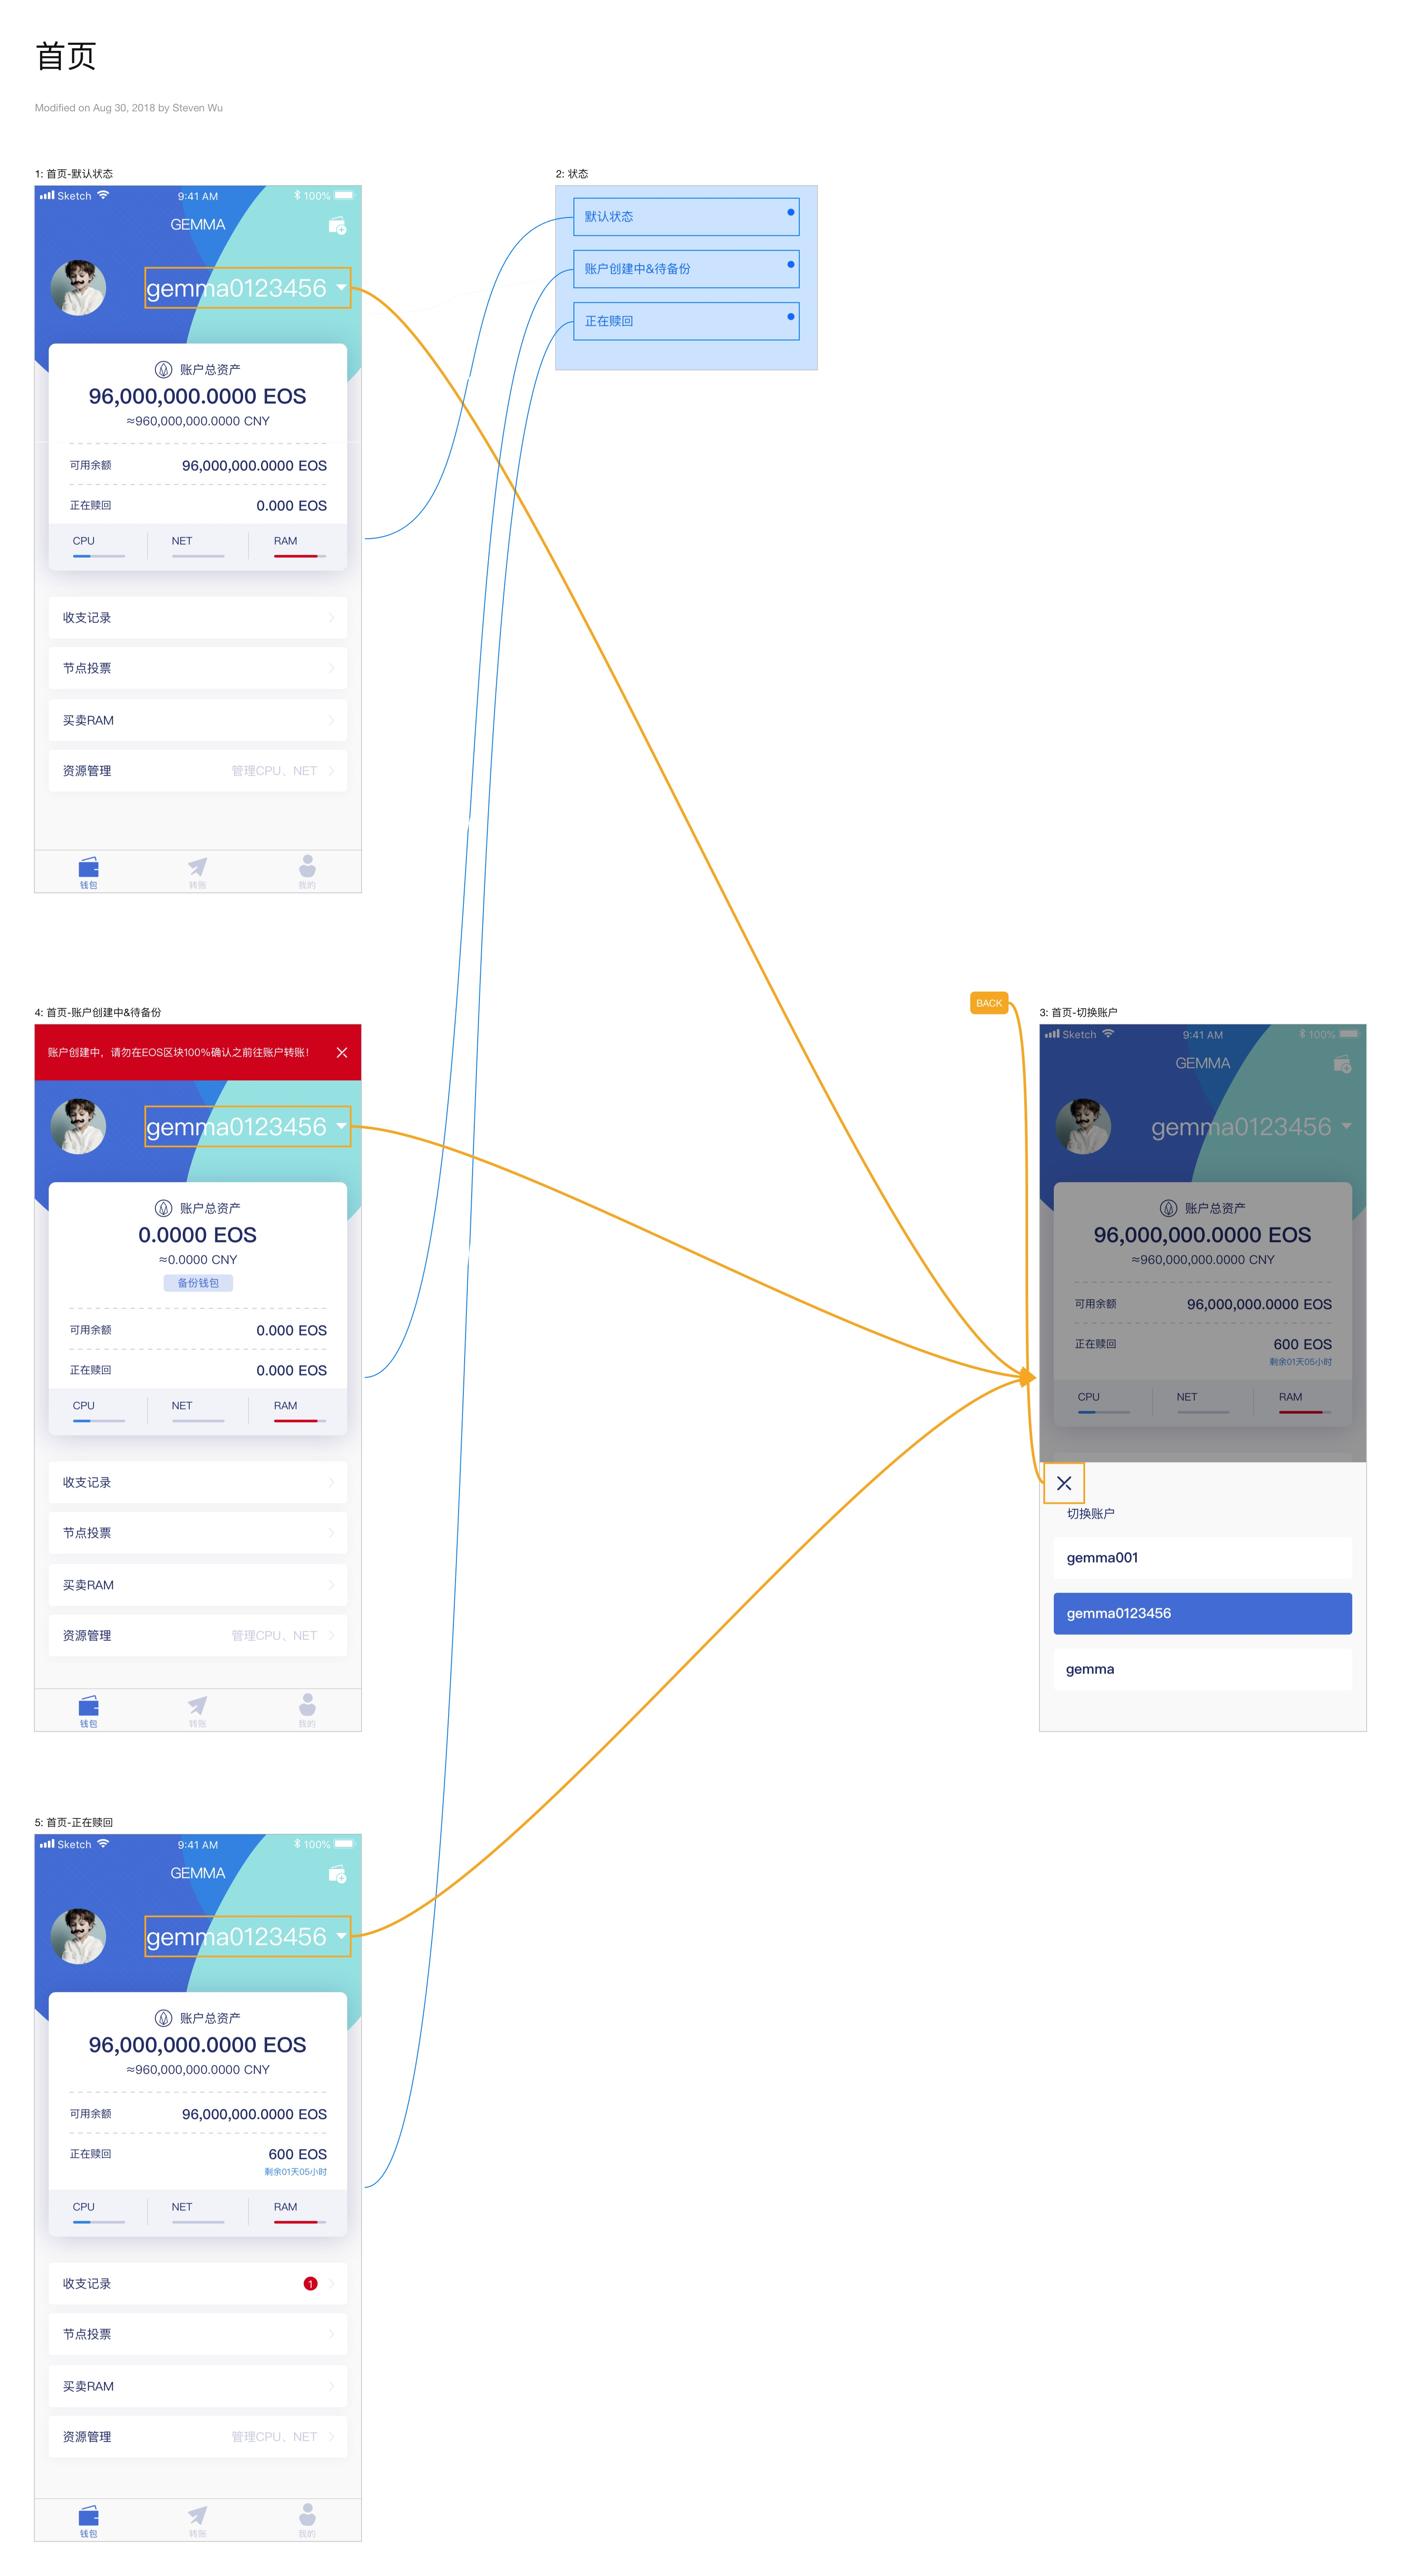 首页
Modified on Aug 30, 2018 by Steven Wu
1: 首页-默认状态
Sketch 9:41 AM 100%
GEMMA
gemma0123456
账户总资产
96,000,000.0000 EOS
≈960,000,000.0000 CNY
可用余额 96,000,000.0000 EOS
正在赎回 0.000 EOS
CPU NET RAM
收支记录
节点投票
买卖RAM
资源管理 管理CPU、NET
钱包 转账 我的
2: 状态
默认状态
账户创建中&待备份
正在赎回
4: 首页-账户创建中&待备份
账户创建中，请勿在EOS区块100%确认之前往账户转账！
gemma0123456
账户总资产
0.0000 EOS
≈0.0000 CNY
备份钱包
可用余额 0.000 EOS
正在赎回 0.000 EOS
CPU NET RAM
收支记录
节点投票
买卖RAM
资源管理 管理CPU、NET
钱包 转账 我的
BACK
3: 首页-切换账户
Sketch 9:41 AM 100%
GEMMA
gemma0123456
账户总资产
96,000,000.0000 EOS
≈960,000,000.0000 CNY
可用余额 96,000,000.0000 EOS
正在赎回 600 EOS
剩余01天05小时
CPU NET RAM
切换账户
gemma001
gemma0123456
gemma
5: 首页-正在赎回
Sketch 9:41 AM 100%
GEMMA
gemma0123456
账户总资产
96,000,000.0000 EOS
≈960,000,000.0000 CNY
可用余额 96,000,000.0000 EOS
正在赎回 600 EOS
剩余01天05小时
CPU NET RAM
收支记录 1
节点投票
买卖RAM
资源管理 管理CPU、NET
钱包 转账 我的